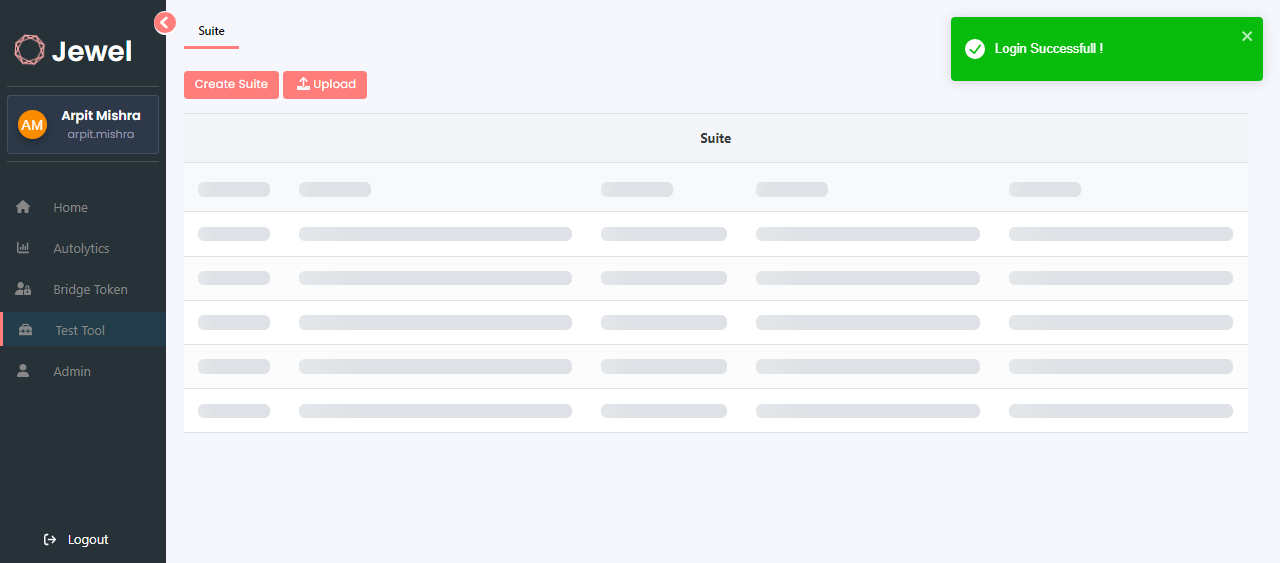 Jewel
AM
Arpit Mishra
arpit.mishra
Home
Autolytics
Bridge Token
Test Tool
Admin
Logout
Suite
Create Suite
Upload
Suite
Login Successfull !